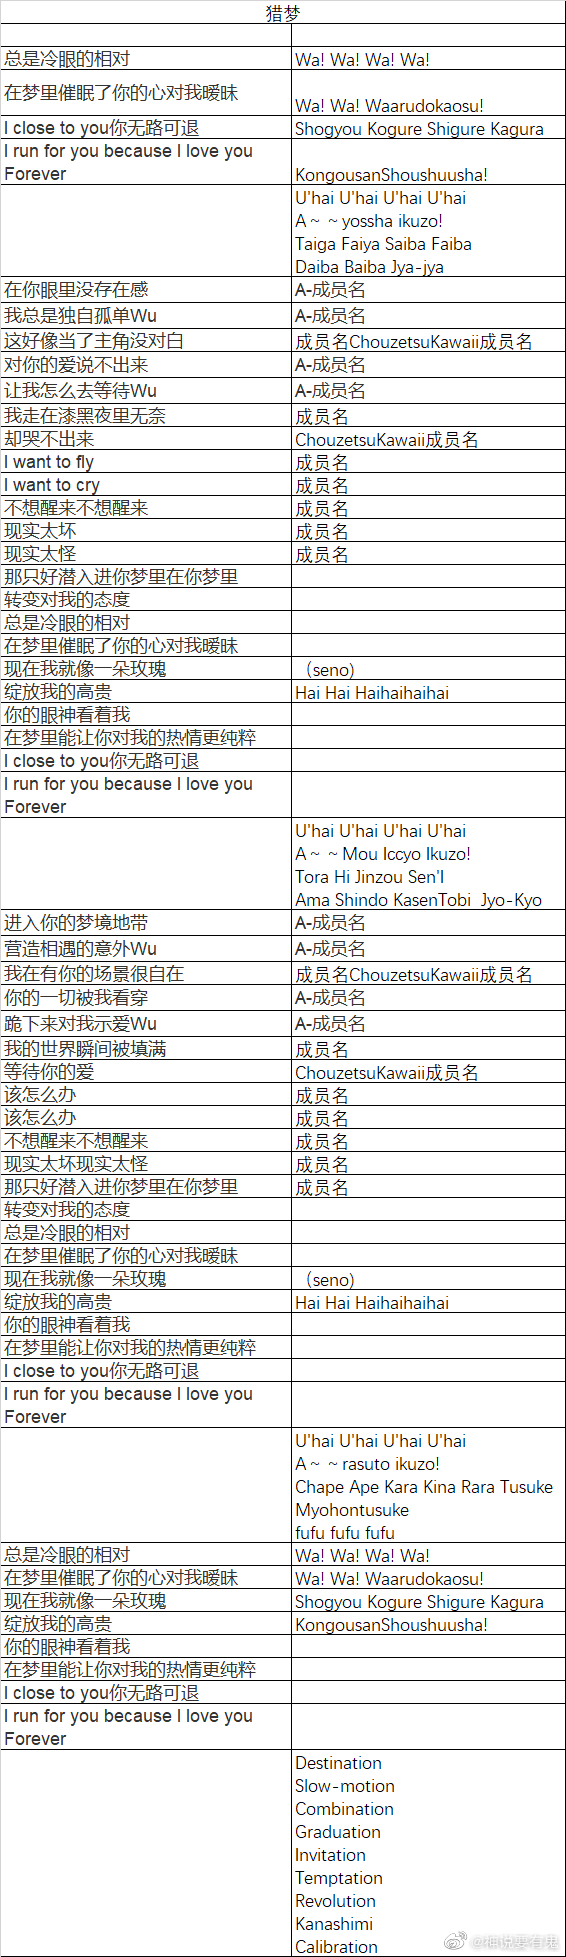 猎梦
总是冷眼的相对 Wa! Wa! Wa! Wa!
在梦里催眠了你的心对我暧昧 Wa! Wa! Waarudokaosu!
I close to you你无路可退 Shogyou Kogure Shigure Kagura
I run for you because I love you
Forever KongousanShoushuusha!
U'hai U'hai U'hai U'hai
A～～yossha ikuzo!
Taiga Faiya Saiba Faiba
Daiba Baiba Jya-jya
在你眼里没存在感 A-成员名
我总是独自孤单Wu A-成员名
这好像当了主角没对白 成员名ChouzetsuKawaii成员名
对你的爱说不出来 A-成员名
让我怎么去等待Wu A-成员名
我走在漆黑夜里无奈 成员名
却哭不出来 ChouzetsuKawaii成员名
I want to fly 成员名
I want to cry 成员名
不想醒来不想醒来 成员名
现实太坏 成员名
现实太怪 成员名
那只好潜入进你梦里在你梦里
转变对我的态度
总是冷眼的相对
在梦里催眠了你的心对我暧昧
现在我就像一朵玫瑰 （seno)
绽放我的高贵 Hai Hai Haihaihaihai
你的眼神看着我
在梦里能让你对我的热情更纯粹
I close to you你无路可退
I run for you because I love you
Forever
U'hai U'hai U'hai U'hai
A～～Mou Iccyo Ikuzo!
Tora Hi Jinzou Sen'I
Ama Shindo KasenTobi Jyo-Kyo
进入你的梦境地带 A-成员名
营造相遇的意外Wu A-成员名
我在有你的场景很自在 成员名ChouzetsuKawaii成员名
你的一切被我看穿 A-成员名
跪下来对我示爱Wu A-成员名
我的世界瞬间被填满 成员名
等待你的爱 ChouzetsuKawaii成员名
该怎么办 成员名
该怎么办 成员名
不想醒来不想醒来 成员名
现实太坏现实太怪 成员名
那只好潜入进你梦里在你梦里 成员名
转变对我的态度
总是冷眼的相对
在梦里催眠了你的心对我暧昧
现在我就像一朵玫瑰 （seno)
绽放我的高贵 Hai Hai Haihaihaihai
你的眼神看着我
在梦里能让你对我的热情更纯粹
I close to you你无路可退
I run for you because I love you
Forever
U'hai U'hai U'hai U'hai
A～～rasuto ikuzo!
Chape Ape Kara Kina Rara Tusuke
Myohontusuke
fufu fufu fufu
总是冷眼的相对 Wa! Wa! Wa! Wa!
在梦里催眠了你的心对我暧昧 Wa! Wa! Waarudokaosu!
现在我就像一朵玫瑰 Shogyou Kogure Shigure Kagura
绽放我的高贵 KongousanShoushuusha!
你的眼神看着我
在梦里能让你对我的热情更纯粹
I close to you你无路可退
I run for you because I love you
Forever
Destination
Slow-motion
Combination
Graduation
Invitation
Temptation
Revolution
Kanashimi
Calibration